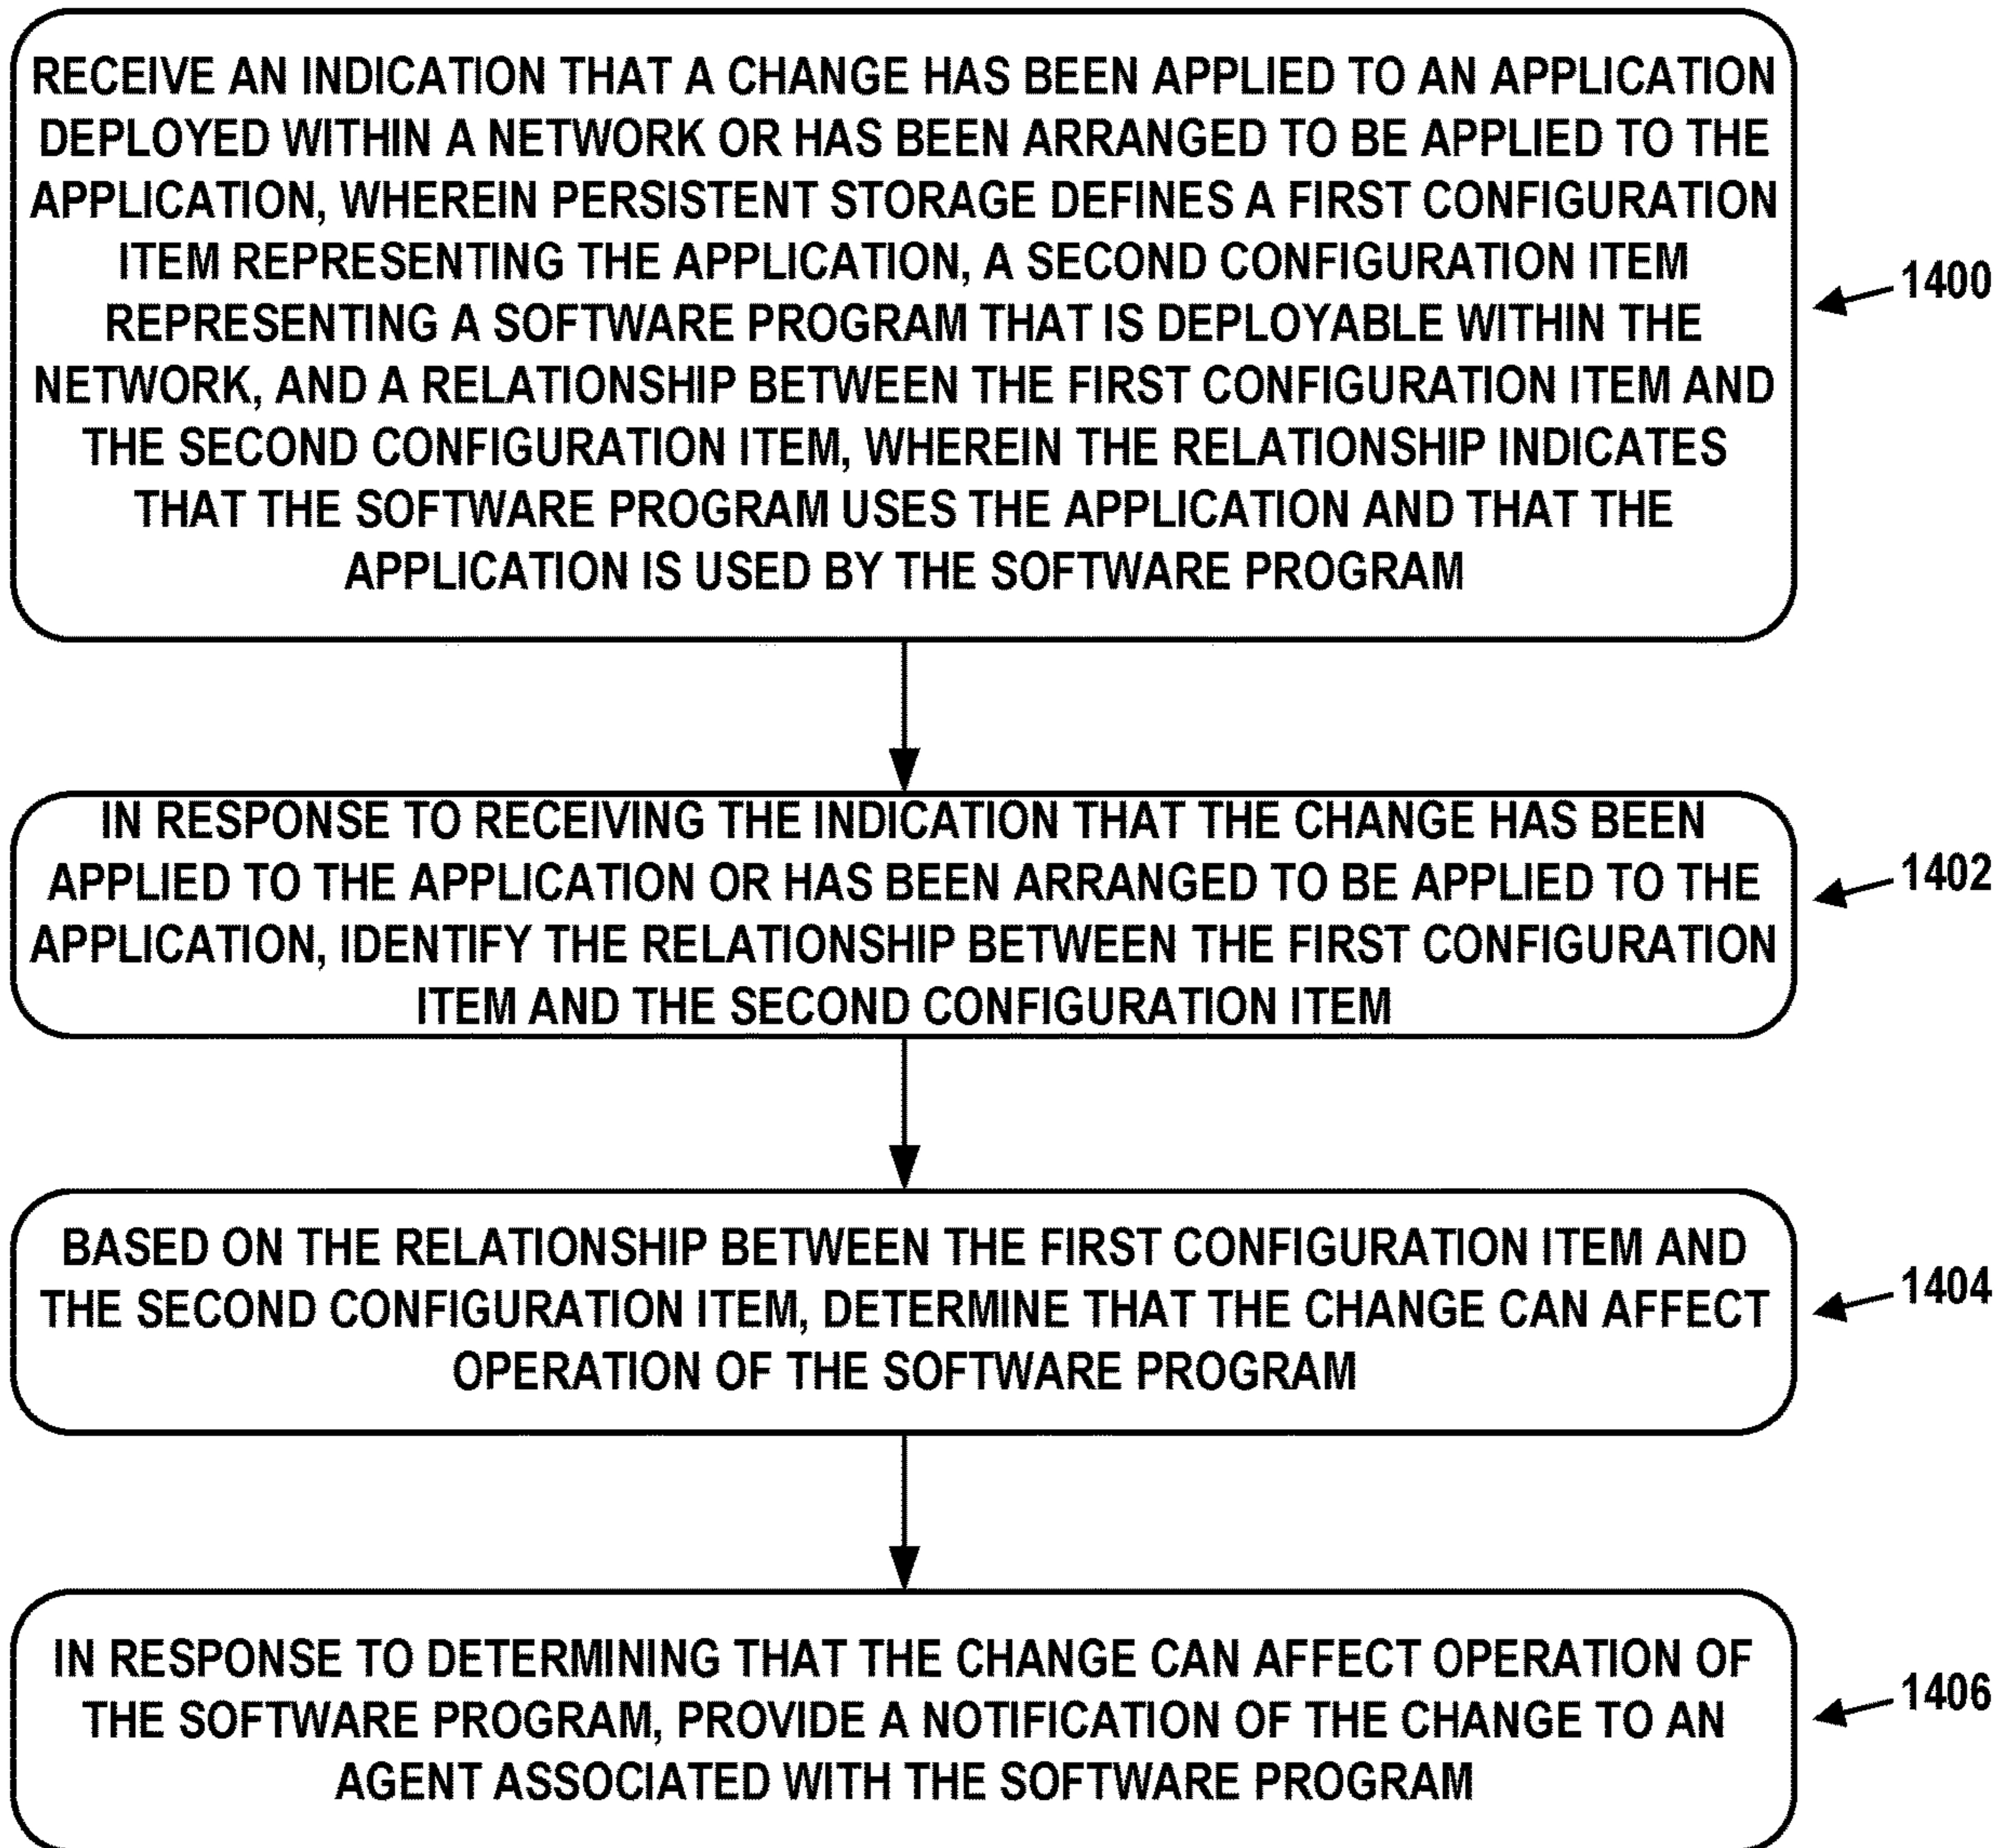 RECEIVE AN INDICATION THAT A CHANGE HAS BEEN APPLIED TO AN APPLICATION
DEPLOYED WITHIN A NETWORK OR HAS BEEN ARRANGED TO BE APPLIED TO THE
APPLICATION, WHEREIN PERSISTENT STORAGE DEFINES A FIRST CONFIGURATION
ITEM REPRESENTING THE APPLICATION, A SECOND CONFIGURATION ITEM
REPRESENTING A SOFTWARE PROGRAM THAT IS DEPLOYABLE WITHIN THE
NETWORK, AND A RELATIONSHIP BETWEEN THE FIRST CONFIGURATION ITEM AND
THE SECOND CONFIGURATION ITEM, WHEREIN THE RELATIONSHIP INDICATES
THAT THE SOFTWARE PROGRAM USES THE APPLICATION AND THAT THE
APPLICATION IS USED BY THE SOFTWARE PROGRAM
1400
IN RESPONSE TO RECEIVING THE INDICATION THAT THE CHANGE HAS BEEN
APPLIED TO THE APPLICATION OR HAS BEEN ARRANGED TO BE APPLIED TO THE
APPLICATION, IDENTIFY THE RELATIONSHIP BETWEEN THE FIRST CONFIGURATION
ITEM AND THE SECOND CONFIGURATION ITEM
1402
BASED ON THE RELATIONSHIP BETWEEN THE FIRST CONFIGURATION ITEM AND
THE SECOND CONFIGURATION ITEM, DETERMINE THAT THE CHANGE CAN AFFECT
OPERATION OF THE SOFTWARE PROGRAM
1404
IN RESPONSE TO DETERMINING THAT THE CHANGE CAN AFFECT OPERATION OF
THE SOFTWARE PROGRAM, PROVIDE A NOTIFICATION OF THE CHANGE TO AN
AGENT ASSOCIATED WITH THE SOFTWARE PROGRAM
1406